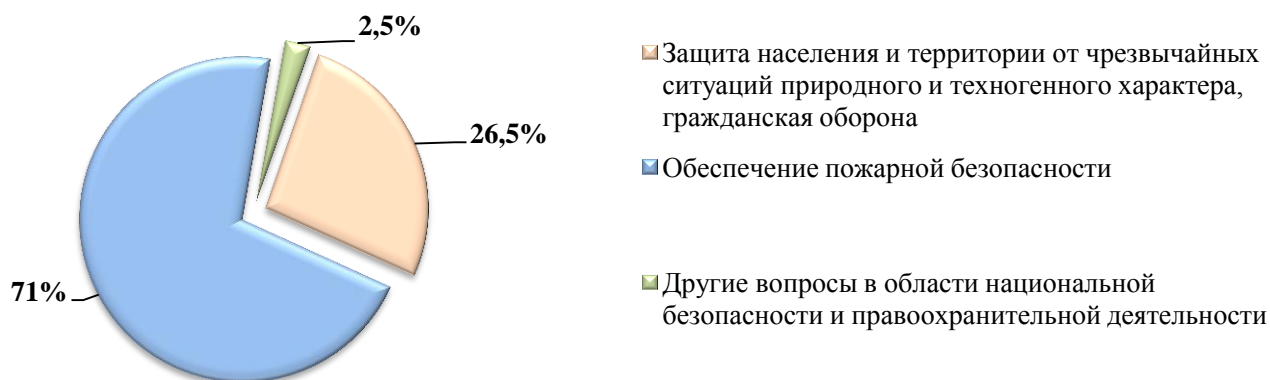 2,5%
26,5%
71%
Защита населения и территории от чрезвычайных
ситуаций природного и техногенного характера,
гражданская оборона
Обеспечение пожарной безопасности
Другие вопросы в области национальной
безопасности и правоохранительной деятельности